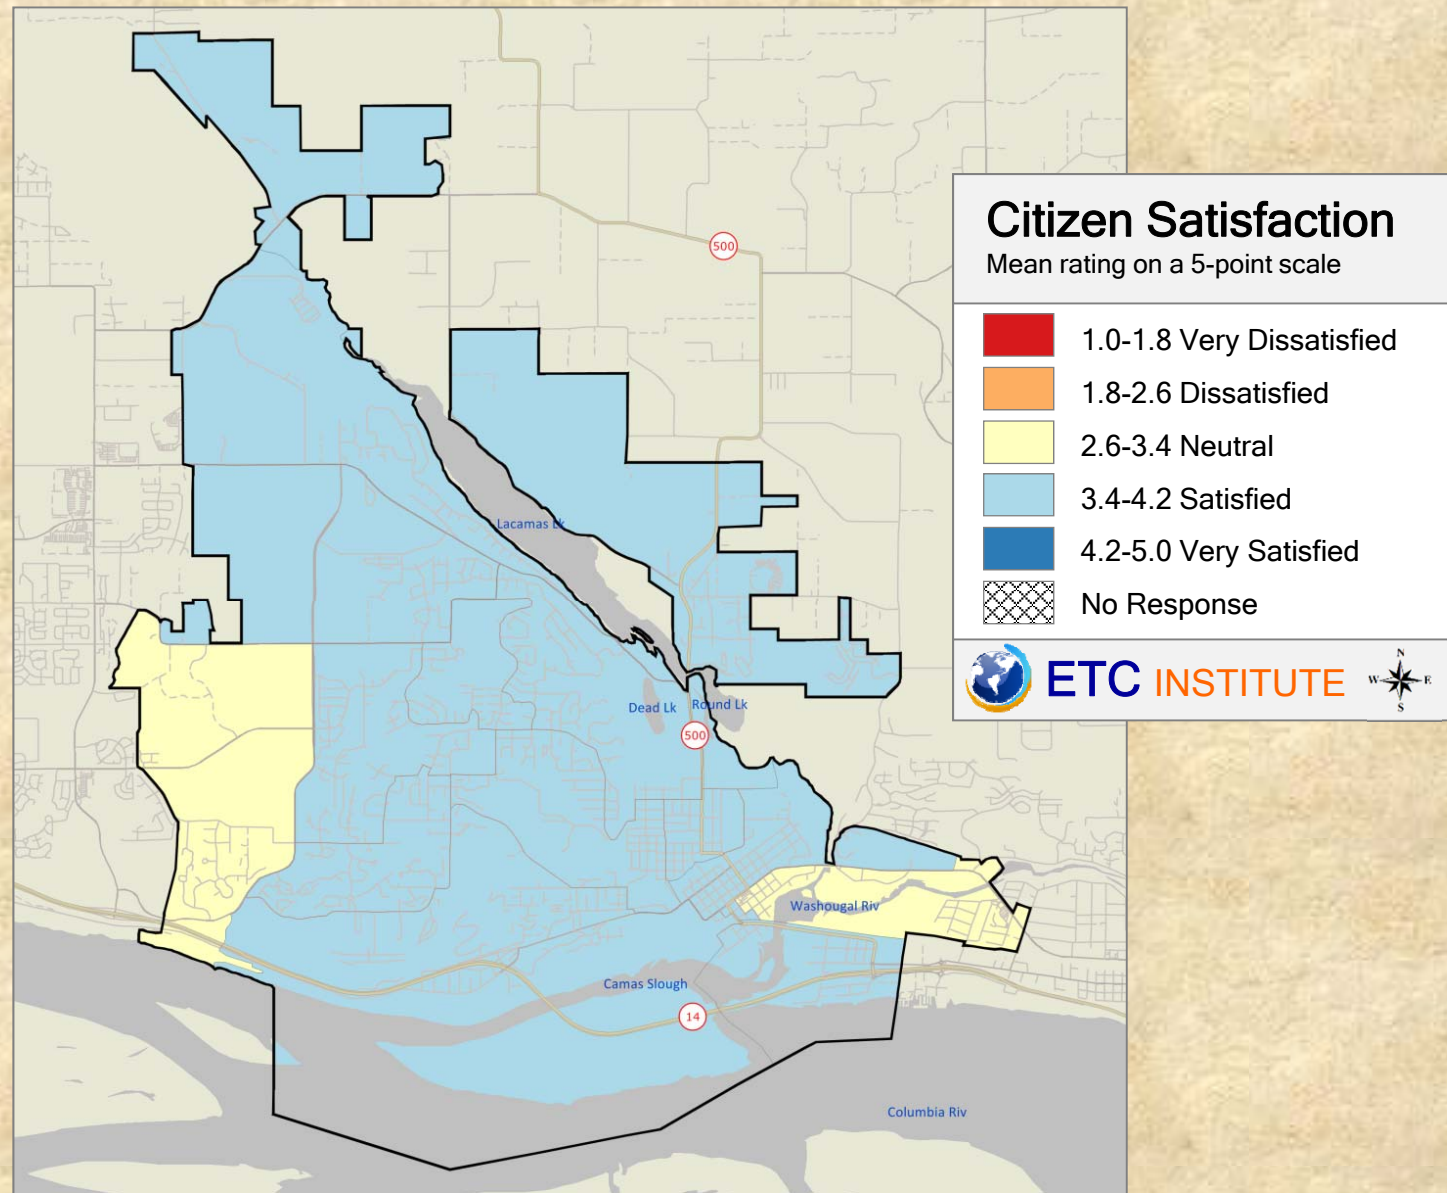 500
Citizen Satisfaction
Mean rating on a 5-point scale
1.0-1.8 Very Dissatisfied
1.8-2.6 Dissatisfied
2.6-3.4 Neutral
3.4-4.2 Satisfied
4.2-5.0 Very Satisfied
No Response
ETC INSTITUTE
N
W E
S
Lacamas Lk
Dead Lk Round Lk
500
Washougal Riv
Camas Slough
14
Columbia Riv